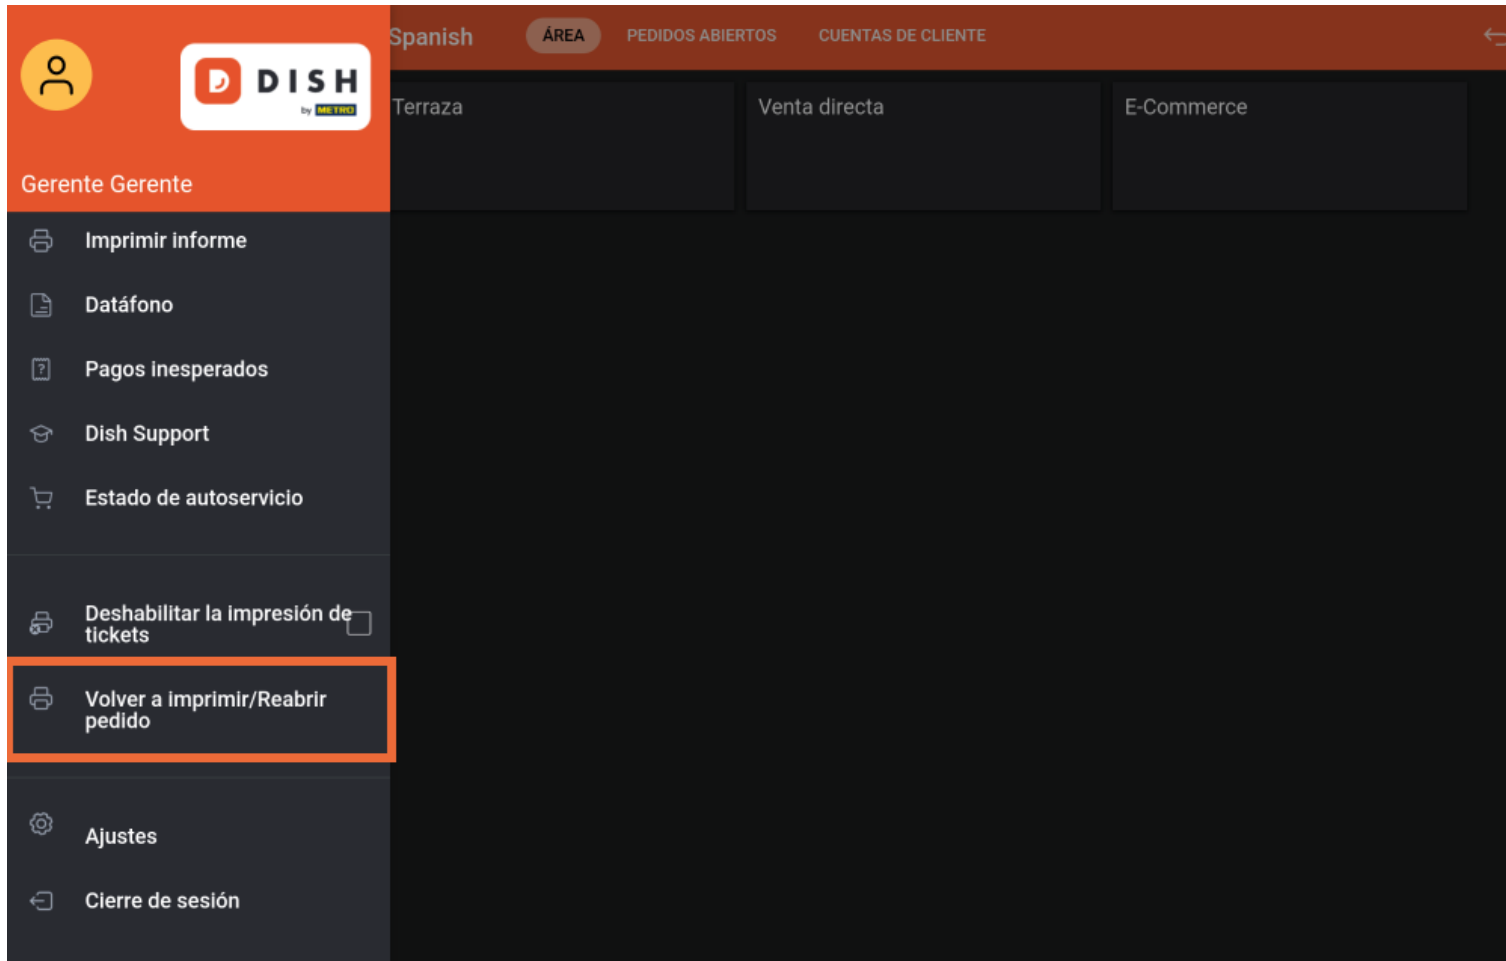 Spanish
ÁREA
PEDIDOS ABIERTOS
CUENTAS DE CLIENTE
DISH
by METRO
Gerente Gerente
Terraza
Venta directa
E-Commerce
Imprimir informe
Datáfono
Pagos inesperados
Dish Support
Estado de autoservicio
Deshabilitar la impresión de
tickets
Volver a imprimir/Reabrir
pedido
Ajustes
Cierre de sesión